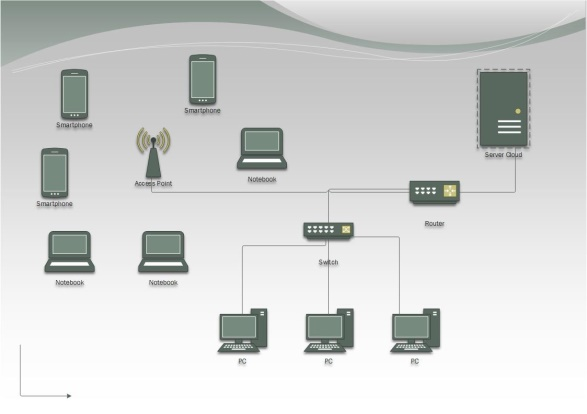 Smartphone
Smartphone
Server Cloud
Access Point
Notebook
Smartphone
Router
Switch
Notebook
Notebook
PC
PC
PC